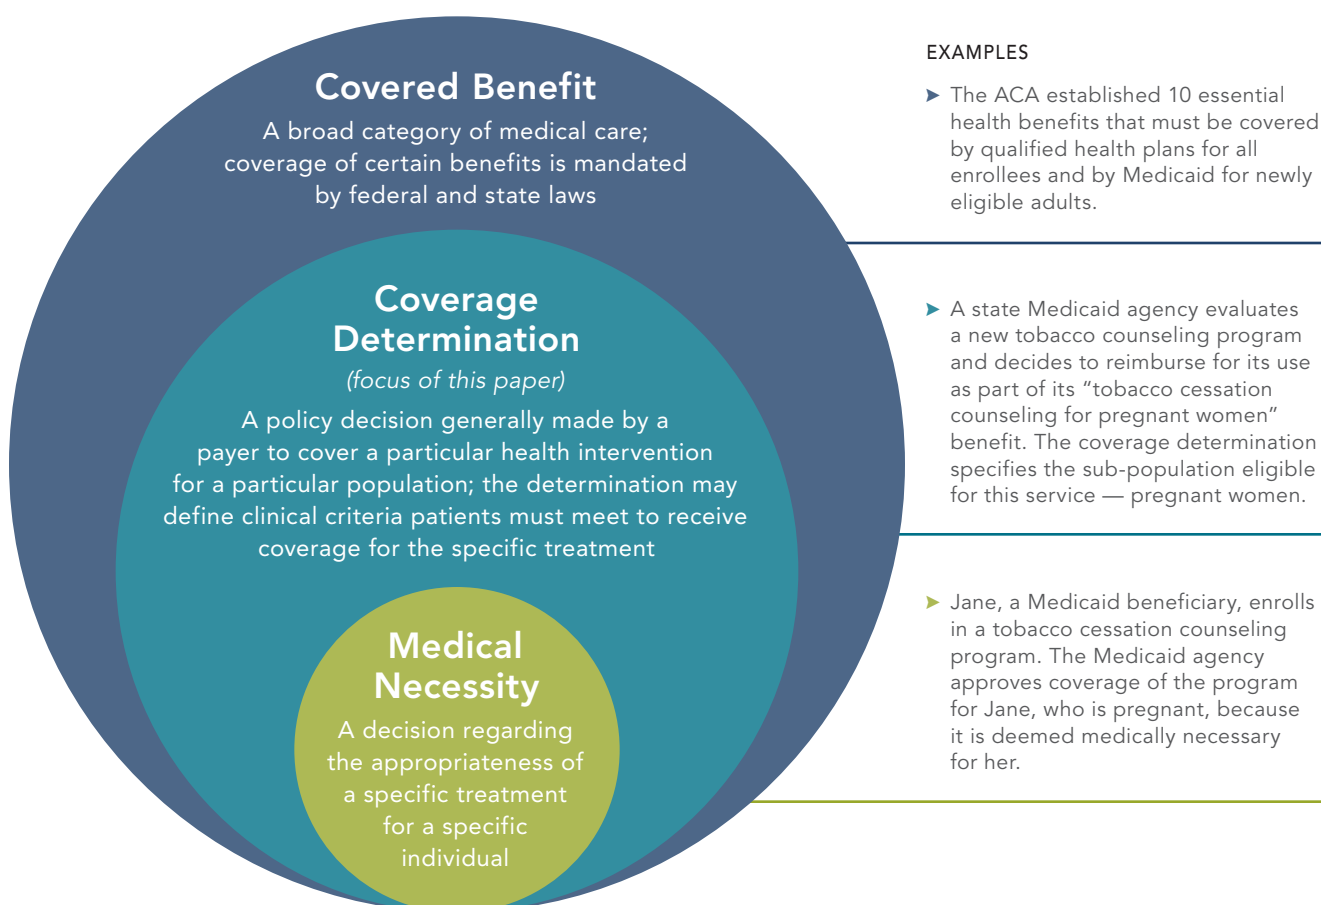 Covered Benefit
A broad category of medical care;
coverage of certain benefits is mandated
by federal and state laws
Coverage
Determination
(focus of this paper)
A policy decision generally made by a
payer to cover a particular health intervention
for a particular population; the determination may
define clinical criteria patients must meet to receive
coverage for the specific treatment
Medical
Necessity
A decision regarding
the appropriateness of
a specific treatment
for a specific
individual
EXAMPLES
➤ The ACA established 10 essential
health benefits that must be covered
by qualified health plans for all
enrollees and by Medicaid for newly
eligible adults.
➤ A state Medicaid agency evaluates
a new tobacco counseling program
and decides to reimburse for its use
as part of its “tobacco cessation
counseling for pregnant women”
benefit. The coverage determination
specifies the sub-population eligible
for this service — pregnant women.
➤ Jane, a Medicaid beneficiary, enrolls
in a tobacco cessation counseling
program. The Medicaid agency
approves coverage of the program
for Jane, who is pregnant, because
it is deemed medically necessary
for her.